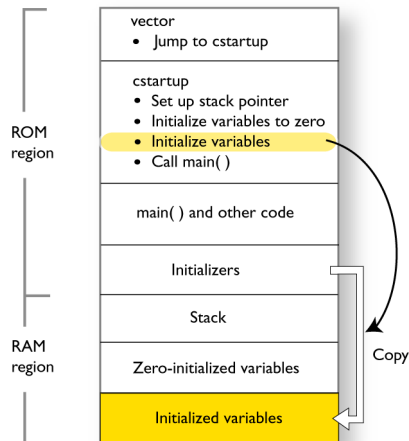 vector
• Jump to cstartup
cstartup
• Set up stack pointer
• Initialize variables to zero
• Initialize variables
• Call main( )
ROM
region
main( ) and other code
Initializers
Stack
RAM
region
Copy
Zero-initialized variables
Initialized variables